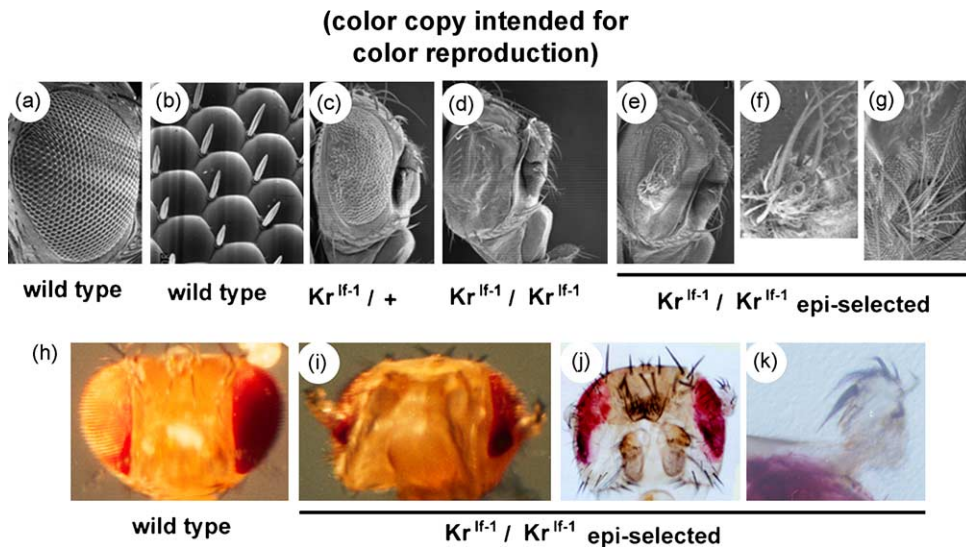 (color copy intended for
color reproduction)
(a) (b) (c) (d) (e) (f) (g)
wild type wild type Kr^If-1 / + Kr^If-1 / Kr^If-1 Kr^If-1 / Kr^If-1 epi-selected
(h) (i) (j) (k)
wild type Kr^If-1 / Kr^If-1 epi-selected